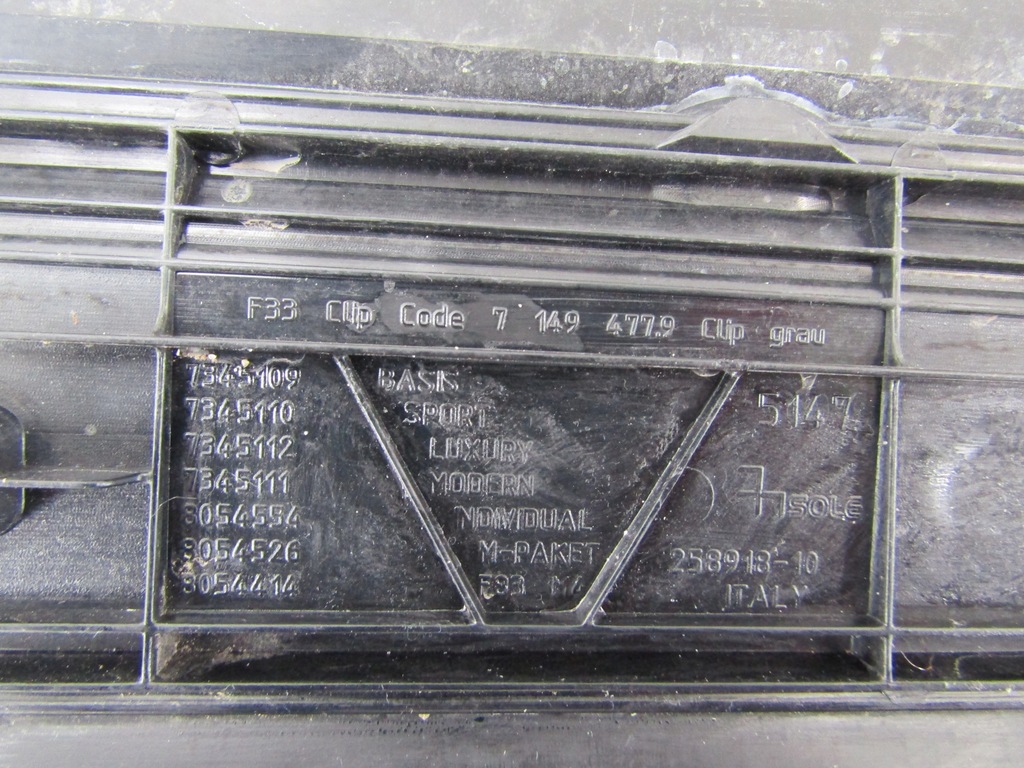 F33 Clip Code 7 149 477.9 Clip grau
7345109 BASIS
7345110 SPORT
7345112 LUXURY
7345111 MODERN
8054554 INDIVIDUAL
8054526 M-PAKET
8054414 F83 M4
5147
SOLE
258918-10
ITALY